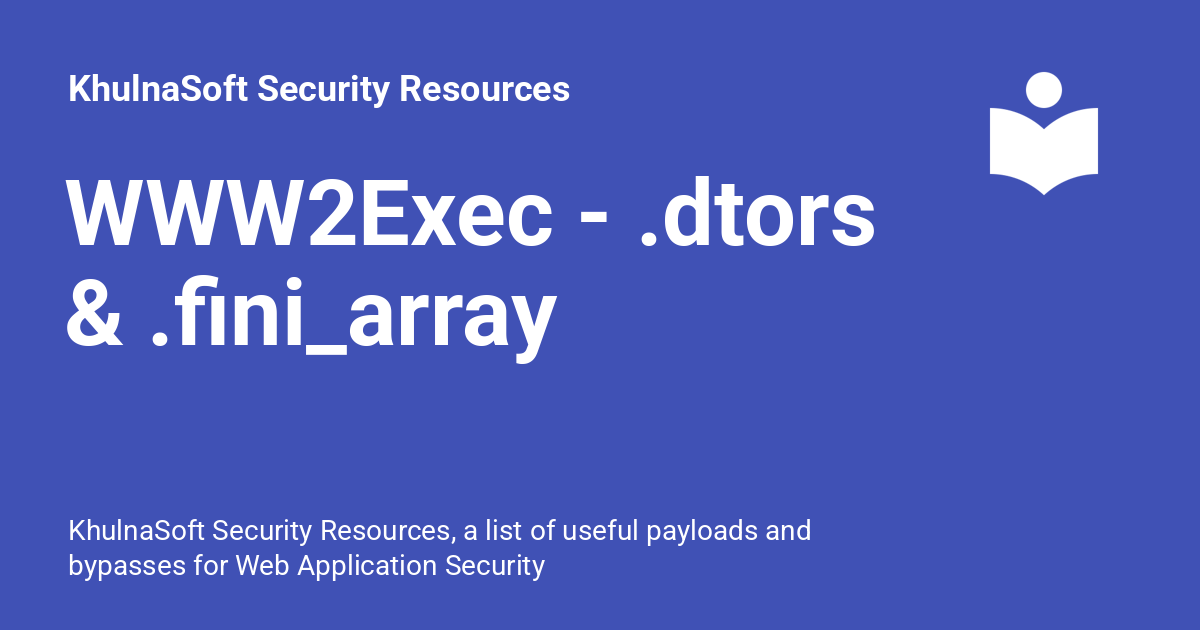 KhulnaSoft Security Resources
WWW2Exec - .dtors
& .fini_array
KhulnaSoft Security Resources, a list of useful payloads and
bypasses for Web Application Security